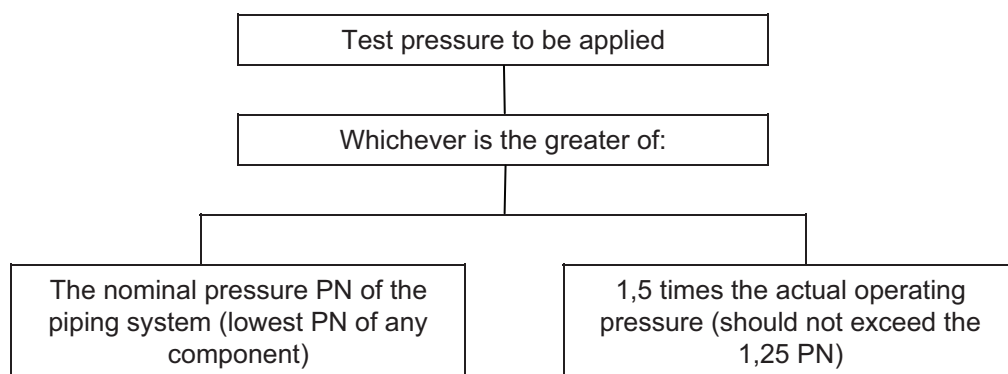 Test pressure to be applied
Whichever is the greater of:
The nominal pressure PN of the
piping system (lowest PN of any
component)
1,5 times the actual operating
pressure (should not exceed the
1,25 PN)